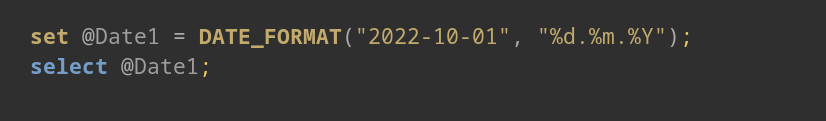 set @Date1 = DATE_FORMAT("2022-10-01", "%d.%m.%Y");
select @Date1;